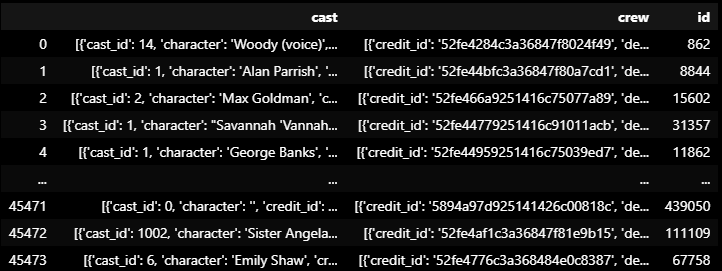 cast crew id
0 [{'cast_id': 14, 'character': 'Woody (voice)',... [{'credit_id': '52fe4284c3a36847f8024f49', 'de... 862
1 [{'cast_id': 1, 'character': 'Alan Parrish', '... [{'credit_id': '52fe44bfc3a36847f80a7cd1', 'de... 8844
2 [{'cast_id': 2, 'character': 'Max Goldman', 'c... [{'credit_id': '52fe466a9251416c75077a89', 'de... 15602
3 [{'cast_id': 1, 'character': "Savannah 'Vannah... [{'credit_id': '52fe44779251416c91011acb', 'de... 31357
4 [{'cast_id': 1, 'character': 'George Banks', '... [{'credit_id': '52fe44959251416c75039ed7', 'de... 11862
... ... ... ...
45471 [{'cast_id': 0, 'character': '', 'credit_id': ... [{'credit_id': '5894a97d925141426c00818c', 'de... 439050
45472 [{'cast_id': 1002, 'character': 'Sister Angela... [{'credit_id': '52fe4af1c3a36847f81e9b15', 'de... 111109
45473 [{'cast_id': 6, 'character': 'Emily Shaw', 'cr... [{'credit_id': '52fe4776c3a368484e0c8387', 'de... 67758